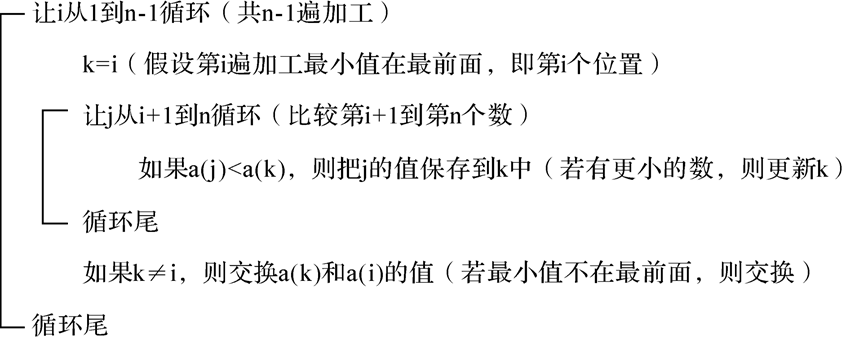 让i从1到n-1循环（共n-1遍加工）
k=i（假设第i遍加工最小值在最前面，即第i个位置）
让j从i+1到n循环（比较第i+1到第n个数）
如果a(j)<a(k)，则把j的值保存到k中（若有更小的数，则更新k）
循环尾
如果k≠i，则交换a(k)和a(i)的值（若最小值不在最前面，则交换）
循环尾